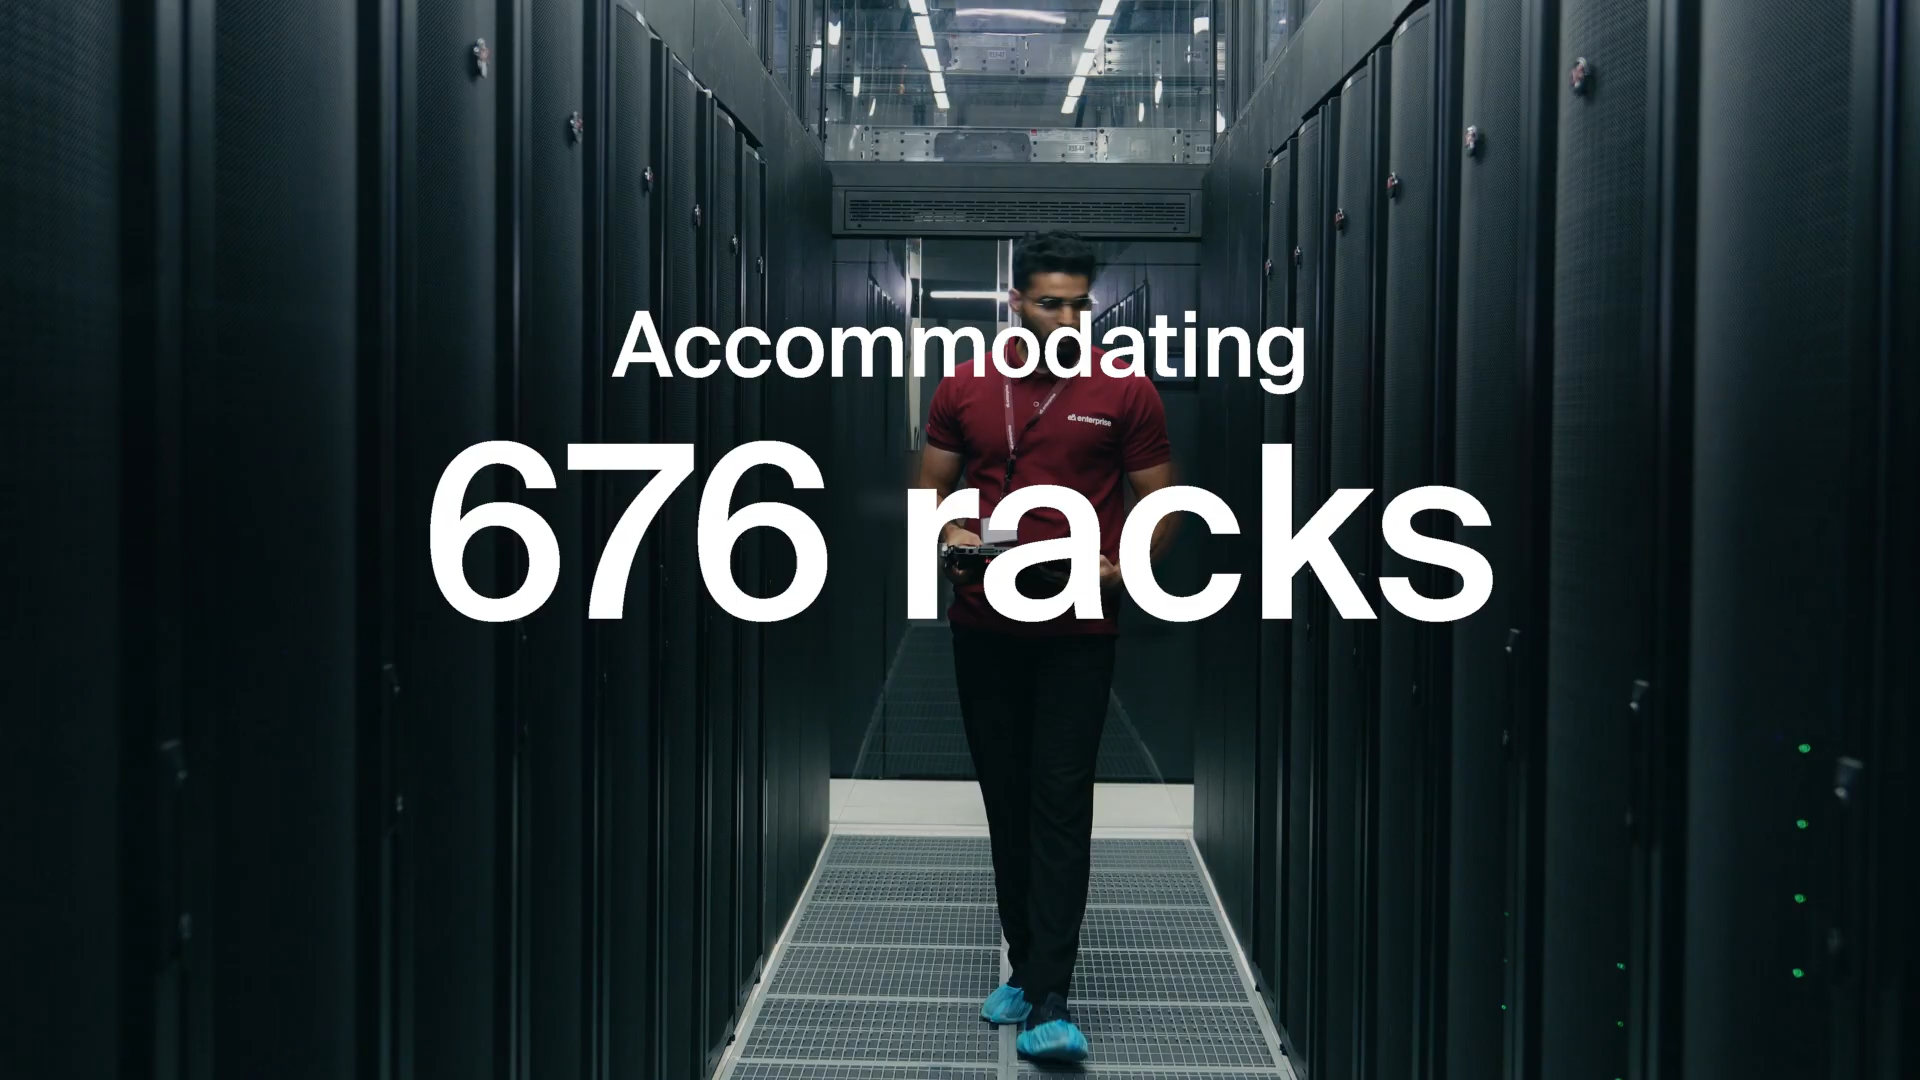 Accommodating
e& enterprise
676 racks